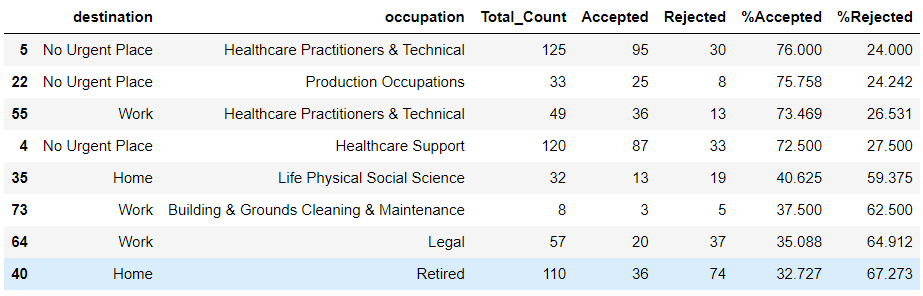 destination occupation Total_Count Accepted Rejected %Accepted %Rejected
5 No Urgent Place Healthcare Practitioners & Technical 125 95 30 76.000 24.000
22 No Urgent Place Production Occupations 33 25 8 75.758 24.242
55 Work Healthcare Practitioners & Technical 49 36 13 73.469 26.531
4 No Urgent Place Healthcare Support 120 87 33 72.500 27.500
35 Home Life Physical Social Science 32 13 19 40.625 59.375
73 Work Building & Grounds Cleaning & Maintenance 8 3 5 37.500 62.500
64 Work Legal 57 20 37 35.088 64.912
40 Home Retired 110 36 74 32.727 67.273